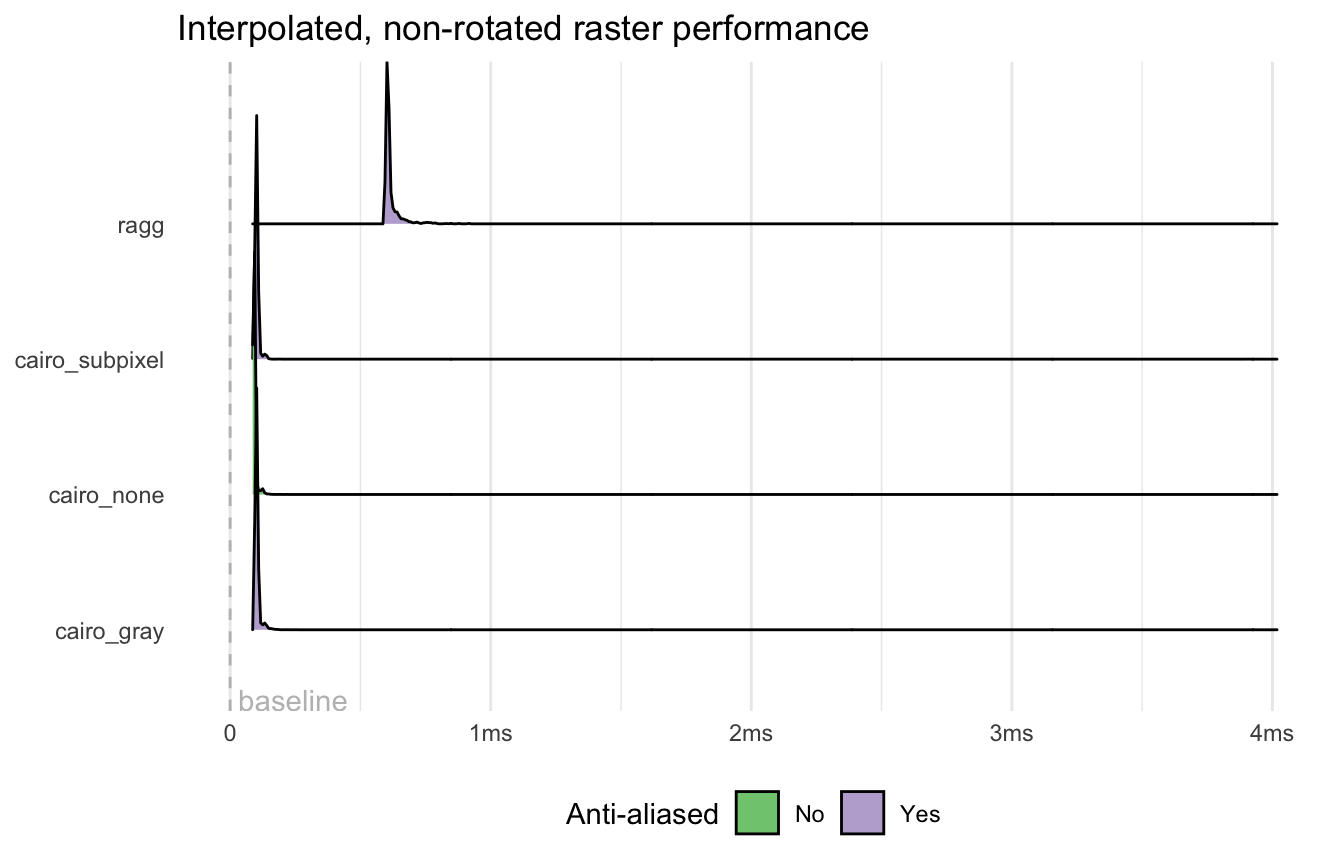 Interpolated, non-rotated raster performance
ragg
cairo_subpixel
cairo_none
cairo_gray
baseline
0 1ms 2ms 3ms 4ms
Anti-aliased No Yes